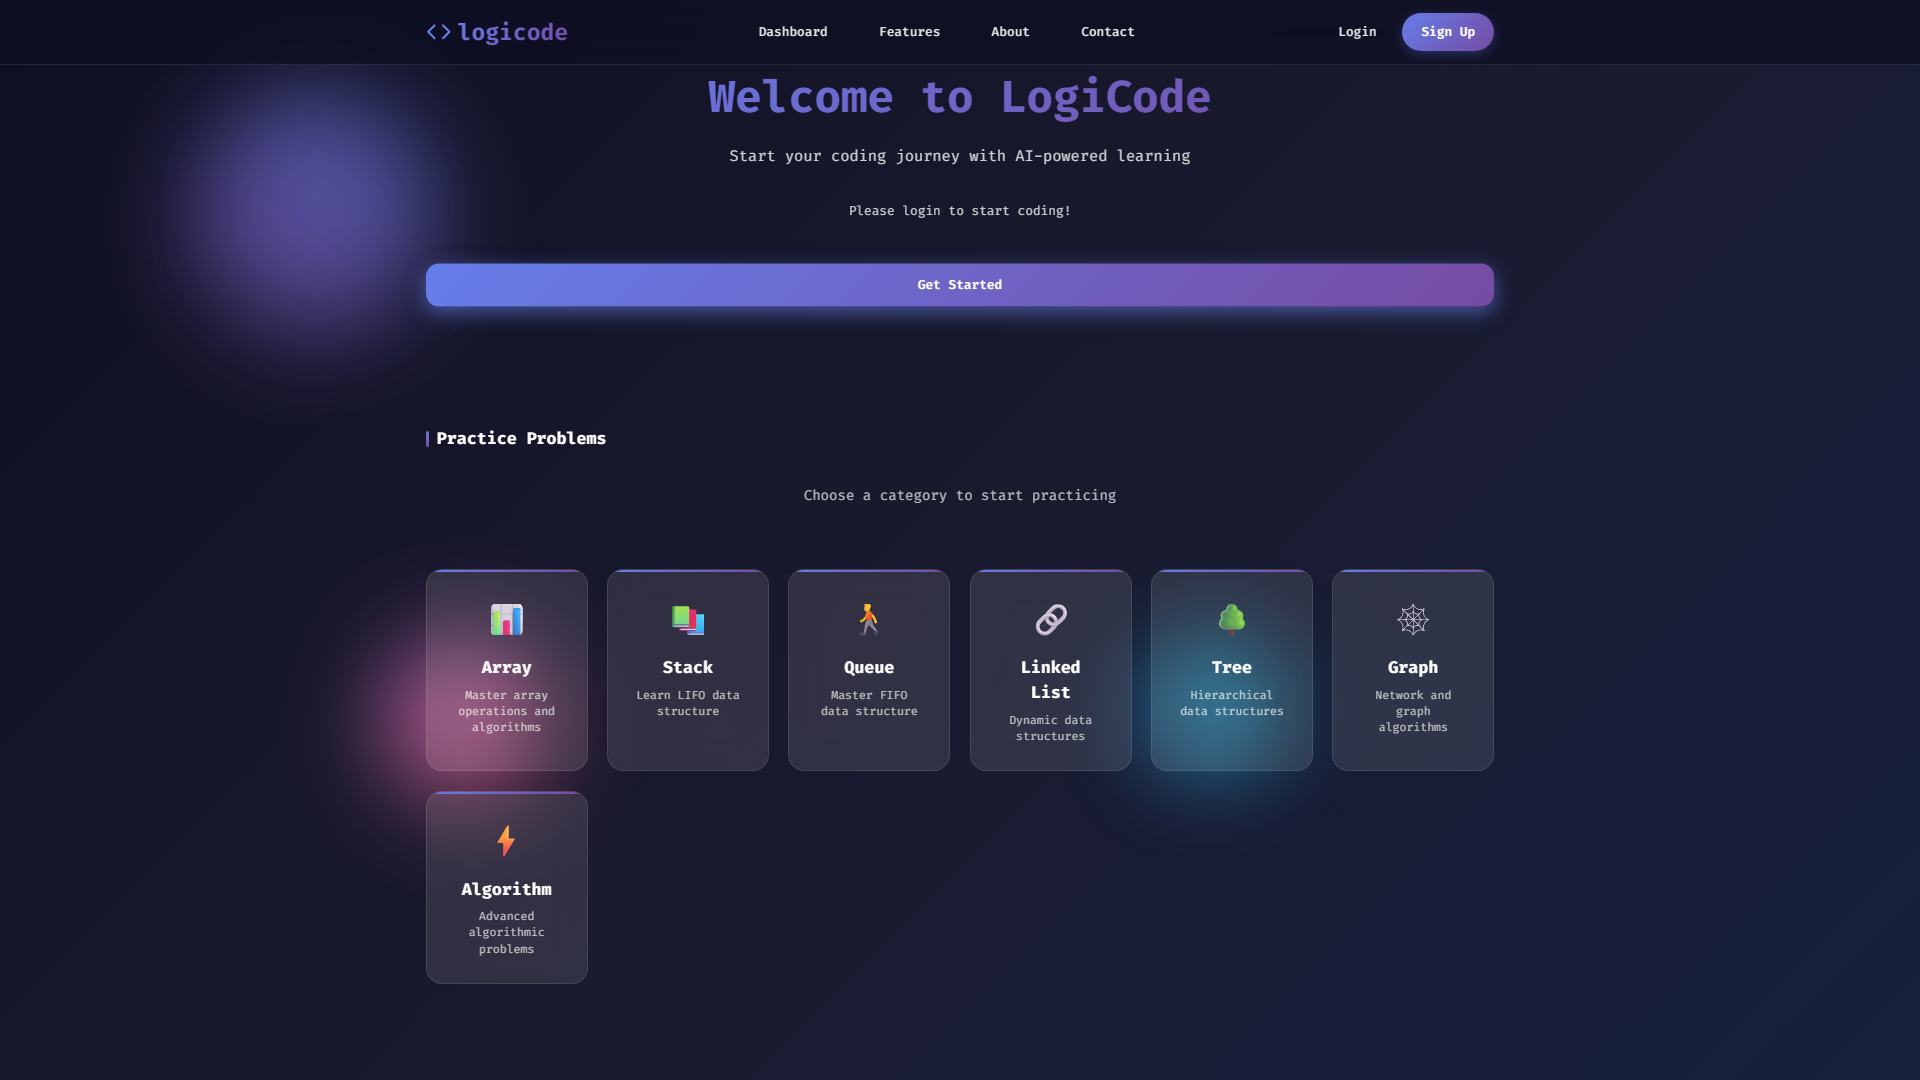 logicode
Dashboard
Features
About
Contact
Login
Sign Up
Welcome to LogiCode
Start your coding journey with AI-powered learning
Please login to start coding!
Get Started
Practice Problems
Choose a category to start practicing
Array
Master array
operations and
algorithms
Stack
Learn LIFO data
structure
Queue
Master FIFO
data structure
Linked
List
Dynamic data
structures
Tree
Hierarchical
data structures
Graph
Network and
graph
algorithms
Algorithm
Advanced
algorithmic
problems